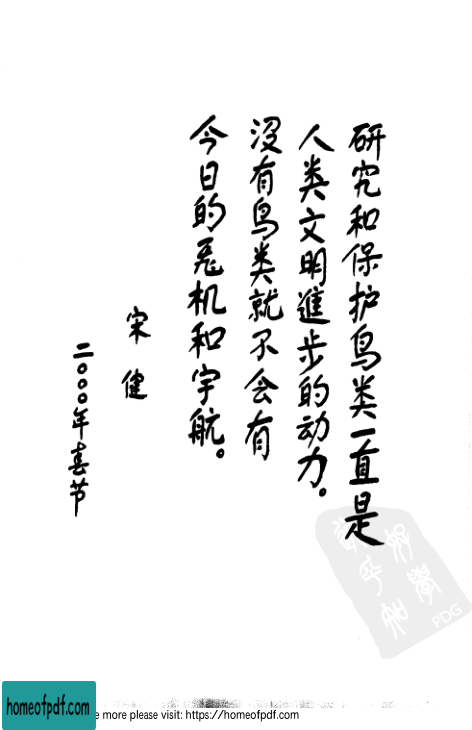 研究和保护鸟类一直是
人类文明進步的动力。
没有鸟类就不会有
今日的飞机和宇航。
宋健
二〇〇〇年春节
PDG
homeofpdf.com
e more please visit: https://homeofpdf.com